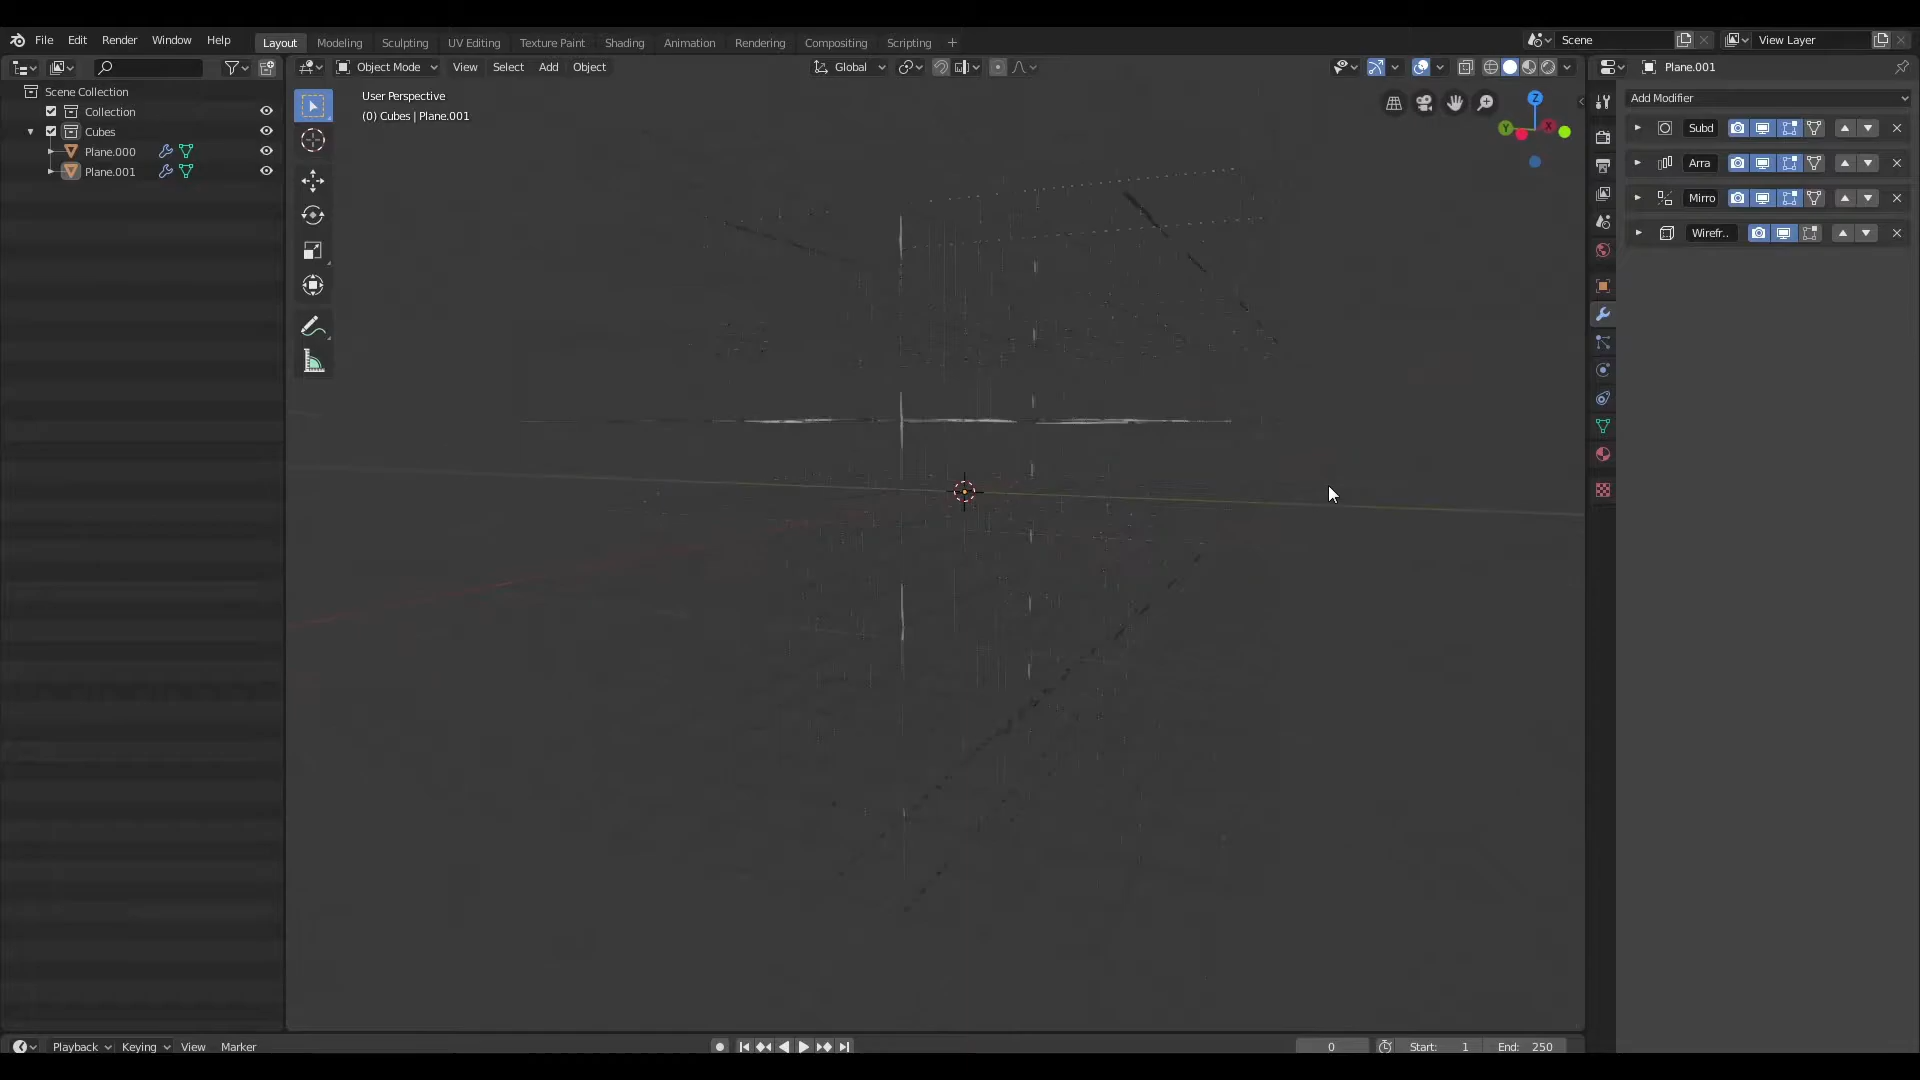 File Edit Render Window Help Layout Modeling Sculpting UV Editing Texture Paint Shading Animation Rendering Compositing Scripting + Scene View Layer
Object Mode View Select Add Object Global Plane.001
Scene Collection
Collection
Cubes
Plane.000
Plane.001
User Perspective
(0) Cubes | Plane.001
Z
Y
X
Add Modifier
Subd
Arra
Mirro
Wirefr..
Playback Keying View Marker 0 Start: 1 End: 250